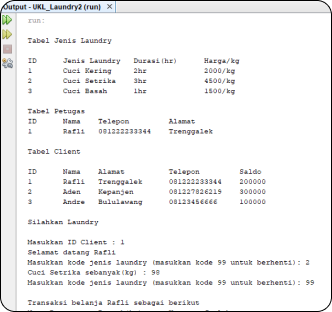 Output - UKL_Laundry2 (run) ×
run:
Tabel Jenis Laundry
ID Jenis Laundry Durasi(hr) Harga/kg
1 Cuci Kering 2hr 2000/kg
2 Cuci Setrika 3hr 4500/kg
3 Cuci Basah 1hr 1500/kg
Tabel Petugas
ID Nama Telepon Alamat
1 Rafli 081222233344 Trenggalek
Tabel Client
ID Nama Alamat Telepon Saldo
1 Rafli Trenggalek 081222233344 200000
2 Aden Kepanjen 081227826219 300000
3 Andre Bululawang 08123456666 100000
Silahkan Laundry
Masukkan ID Client : 1
Selamat datang Rafli
Masukkan kode jenis laundry (masukkan kode 99 untuk berhenti): 2
Cuci Setrika sebanyak(kg) : 98
Masukkan kode jenis laundry (masukkan kode 99 untuk berhenti): 99
Transaksi belanja Rafli sebagai berikut